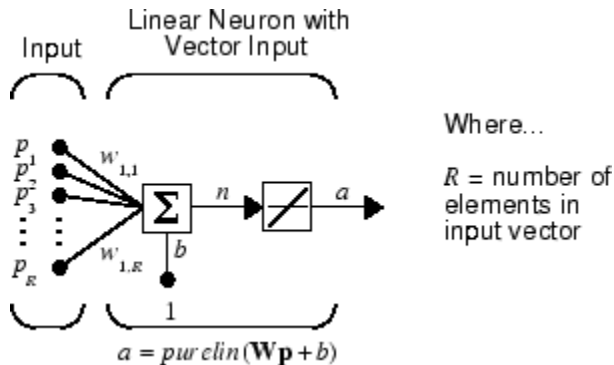 Linear Neuron with
Vector Input
Input
Where...
R = number of
elements in
input vector
p1
p2
p3
pR
w1,1
w1,R
Σ
n
a
b
1
a = purelin(Wp + b)